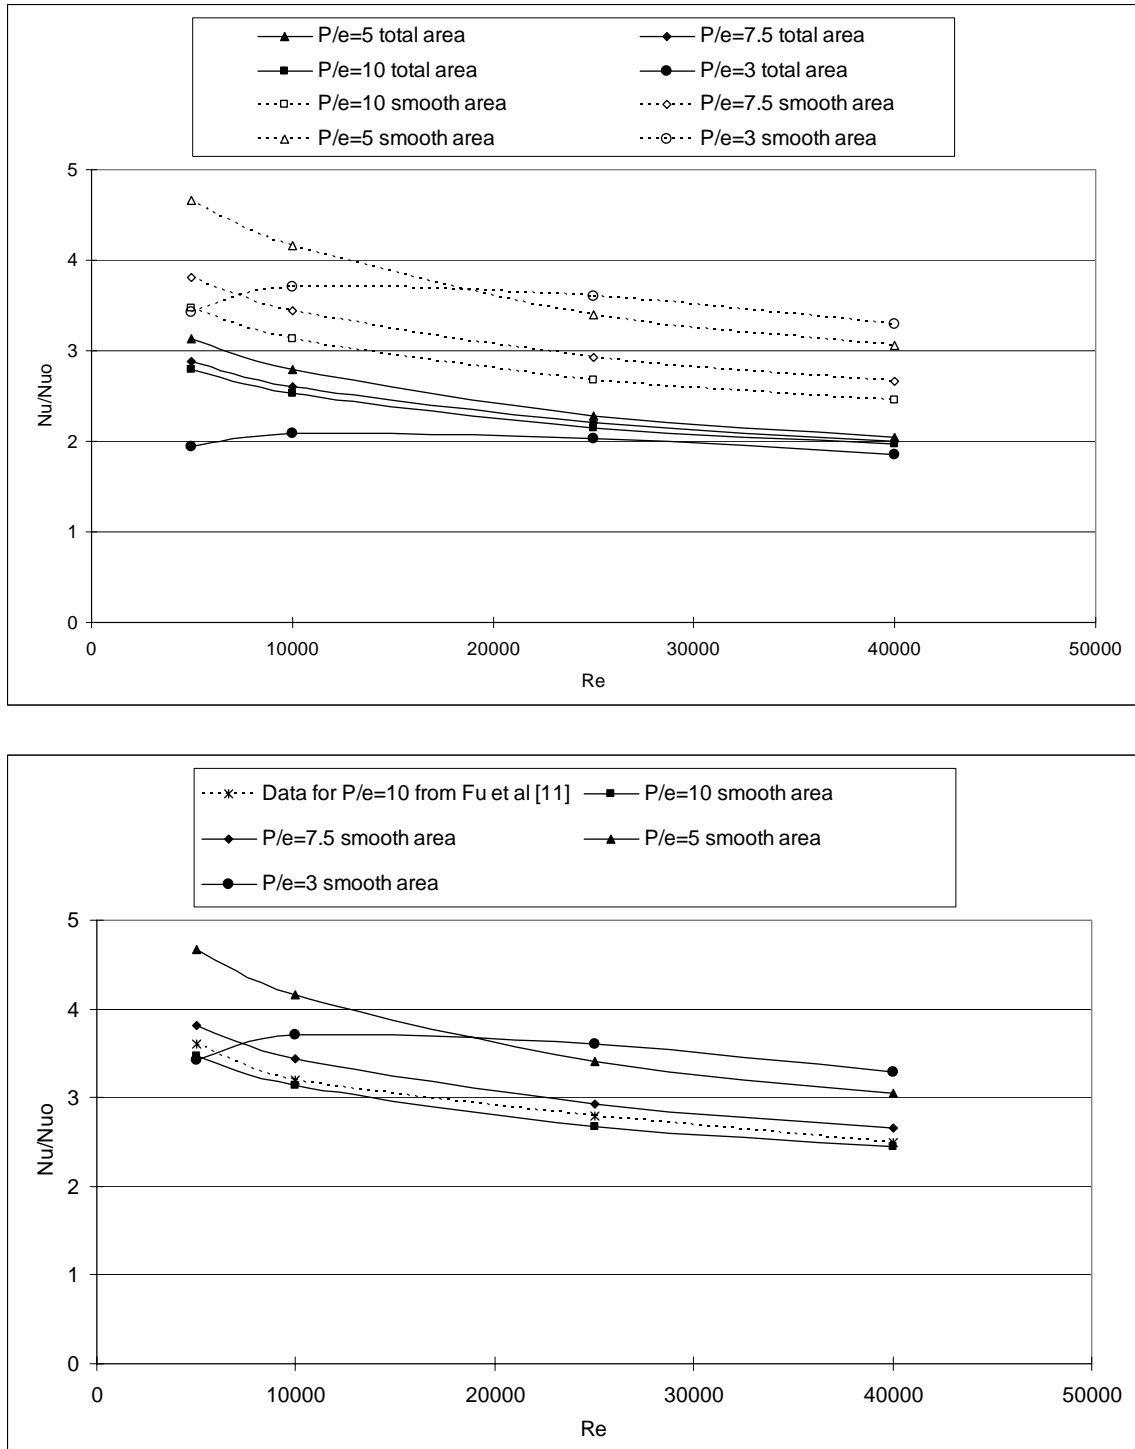 P/e=5 total area P/e=7.5 total area
P/e=10 total area P/e=3 total area
P/e=10 smooth area P/e=7.5 smooth area
P/e=5 smooth area P/e=3 smooth area
5
4
3
2
1
0
Nu/Nuo
0 10000 20000 30000 40000 50000
Re
Data for P/e=10 from Fu et al [11] P/e=10 smooth area
P/e=7.5 smooth area P/e=5 smooth area
P/e=3 smooth area
5
4
3
2
1
0
Nu/Nuo
0 10000 20000 30000 40000 50000
Re